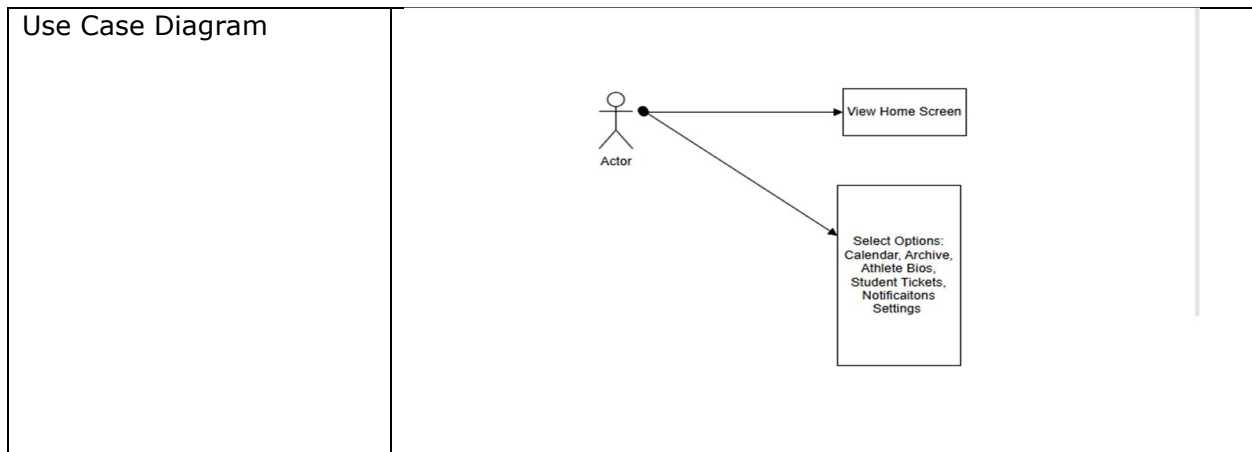 Use Case Diagram
View Home Screen
Actor
Select Options:
Calendar, Archive,
Athlete Bios,
Student Tickets,
Notificaitons
Settings